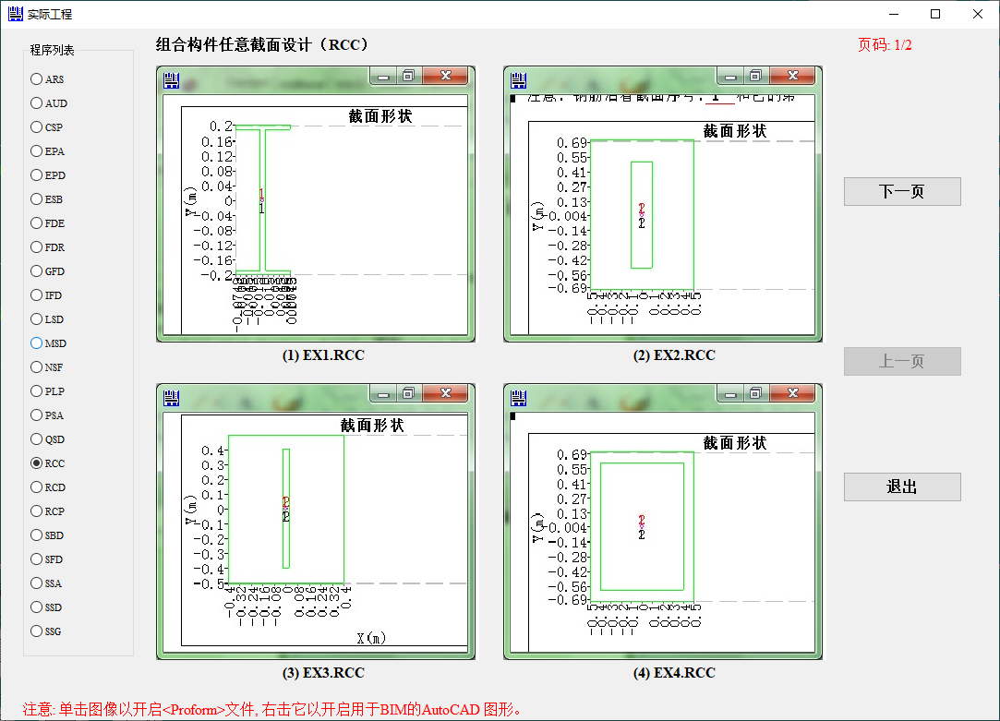 实际工程
程序列表
组合构件任意截面设计（RCC）
页码: 1/2
ARS
AUD
CSP
EPA
EPD
ESB
FDE
FDR
GFD
IFD
LSD
MSD
NSF
PLP
PSA
QSD
RCC
RCD
RCP
SBD
SFD
SSA
SSD
SSG
截面形状
0.2
0.16
0.12
0.08
0.04
0
-0.04
-0.08
-0.12
-0.16
-0.2
Y(m)
1
1
(1) EX1.RCC
注意: 钢筋沿着截面序号: 1 和它的第
截面形状
0.69
0.55
0.41
0.27
0.13
-0.004
-0.14
-0.28
-0.42
-0.56
-0.69
Y(m)
2
2
(2) EX2.RCC
截面形状
0.4
0.3
0.2
0.1
0
-0.1
-0.2
-0.3
-0.4
-0.5
Y(m)
-0.4
-0.32
-0.24
-0.16
-0.08
0
0.08
0.16
0.24
0.32
0.4
X(m)
(3) EX3.RCC
截面形状
0.69
0.55
0.41
0.27
0.13
-0.004
-0.14
-0.28
-0.42
-0.56
-0.69
Y(m)
2
2
(4) EX4.RCC
下一页
上一页
退出
注意: 单击图像以开启<Proform>文件, 右击它以开启用于BIM的AutoCAD 图形。